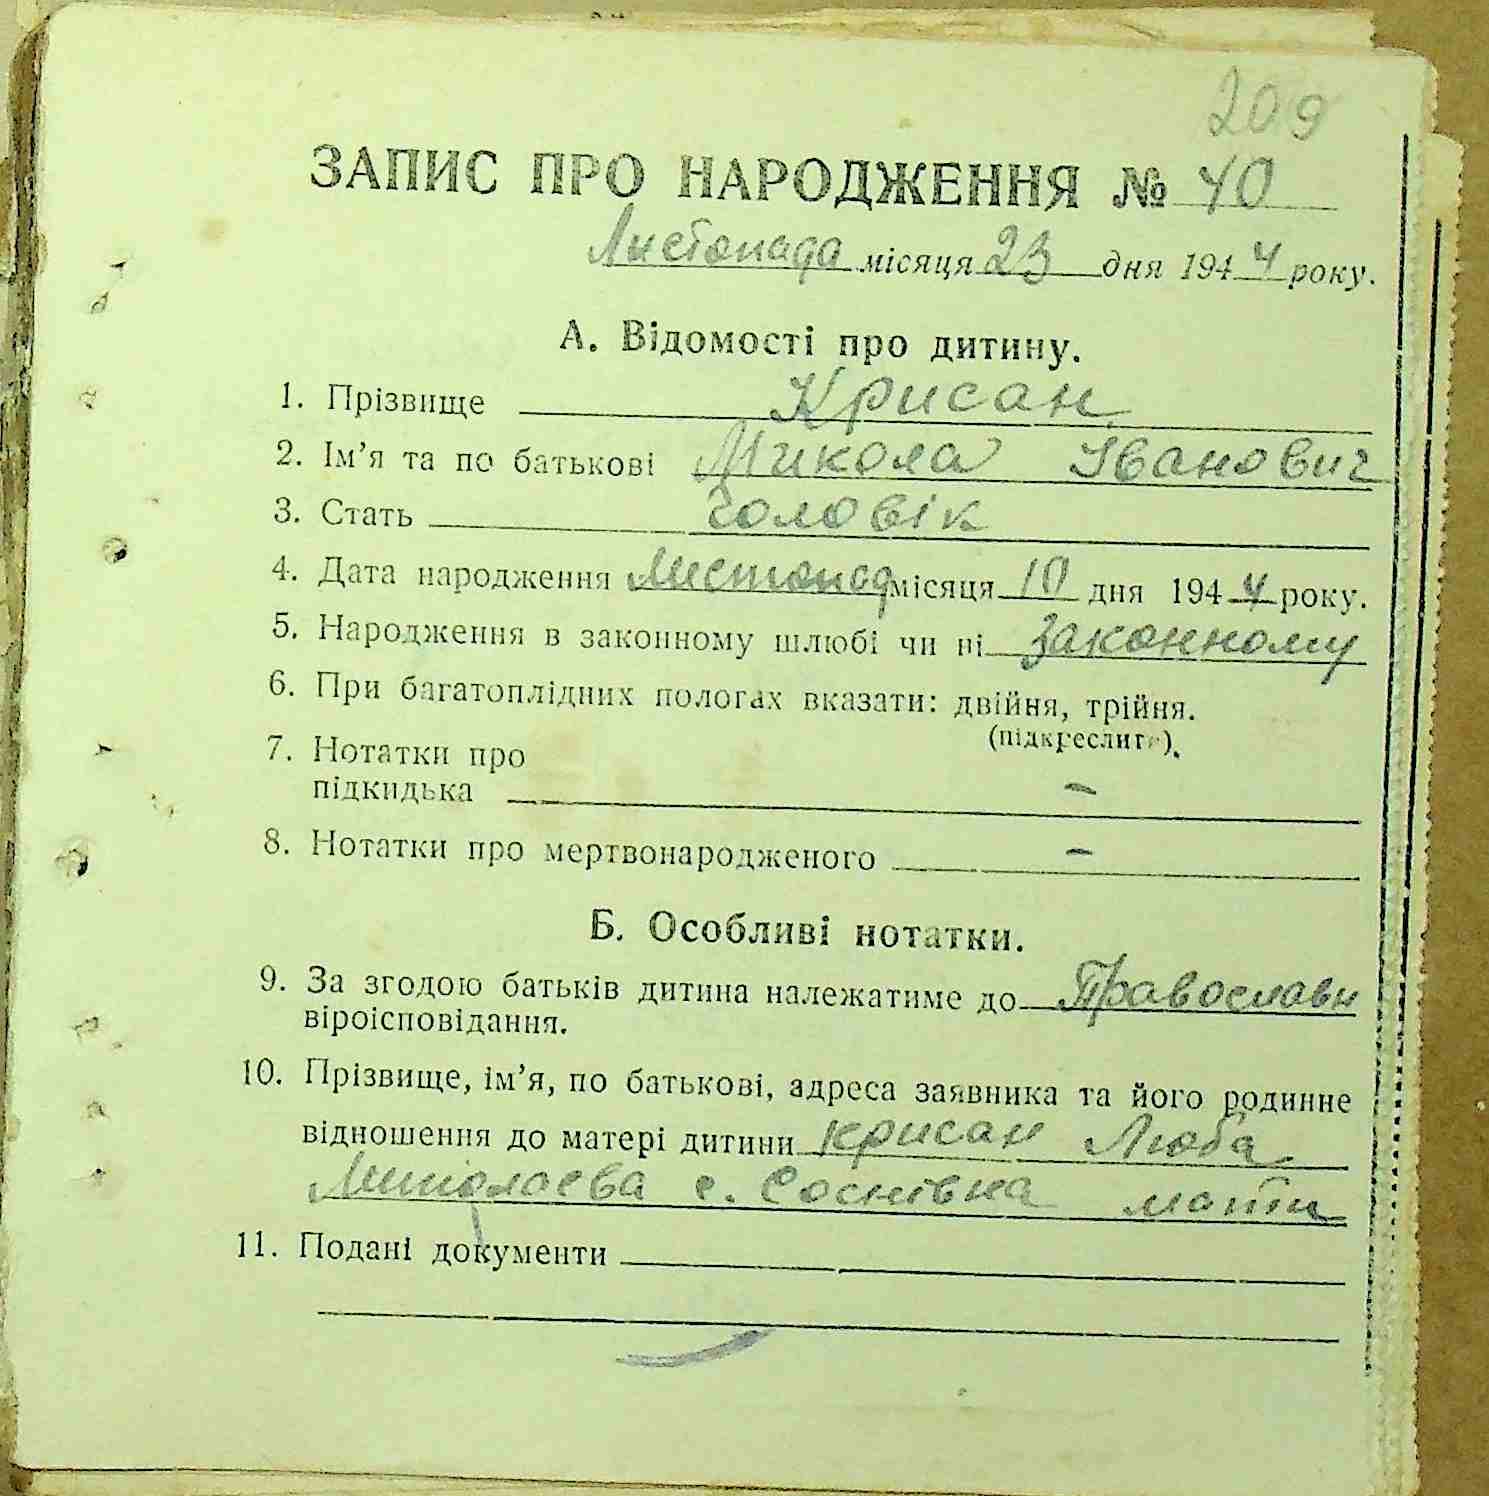 209
ЗАПИС ПРО НАРОДЖЕННЯ № 40
Листопада місяця 23 дня 1944 року.
А. Відомості про дитину.
1. Прізвище Крисан
2. Ім’я та по батькові Микола Іванович
3. Стать чоловік
4. Дата народження Листопад місяця 10 дня 1944 року.
5. Народження в законному шлюбі чи ні законному
6. При багатоплідних пологах вказати: двійня, трійня.
(підкреслити).
7. Нотатки про
підкидька –
8. Нотатки про мертвонародженого –
Б. Особливі нотатки.
9. За згодою батьків дитина належатиме до Православн
віроісповідання.
10. Прізвище, ім’я, по батькові, адреса заявника та його родинне
відношення до матері дитини Крисан Люба
Миколаєва с. Соснівка мати
11. Подані документи